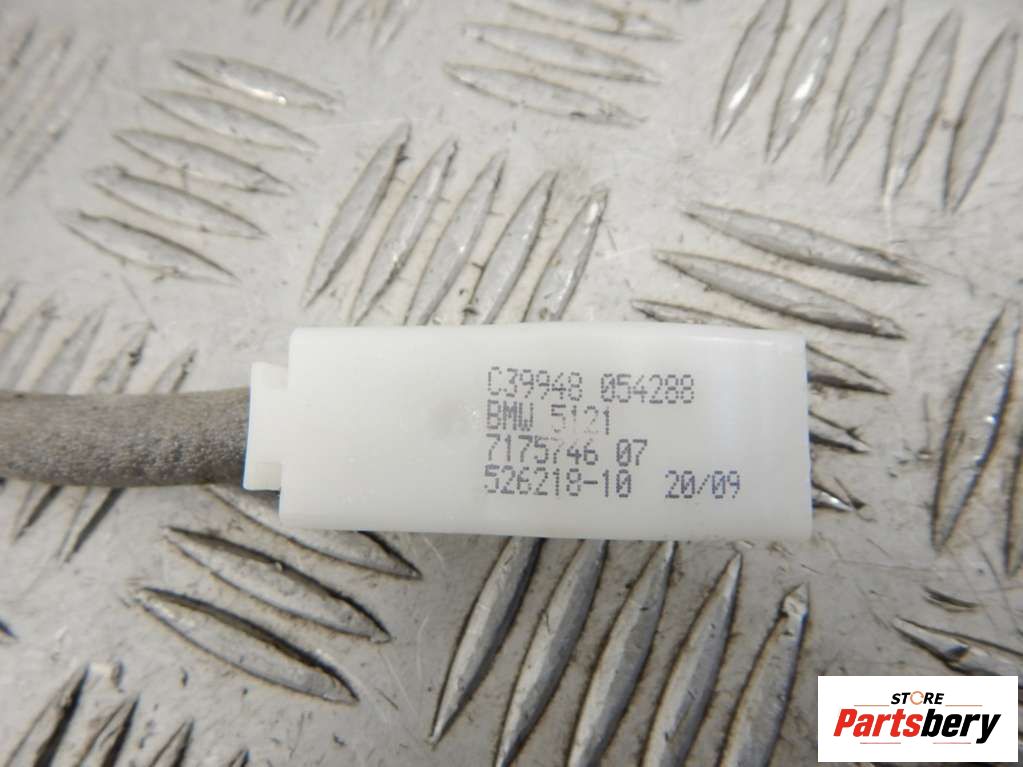 C39948 054288
BMW 5121
7175746 07
526218-10 20/09
STORE
Partsbery